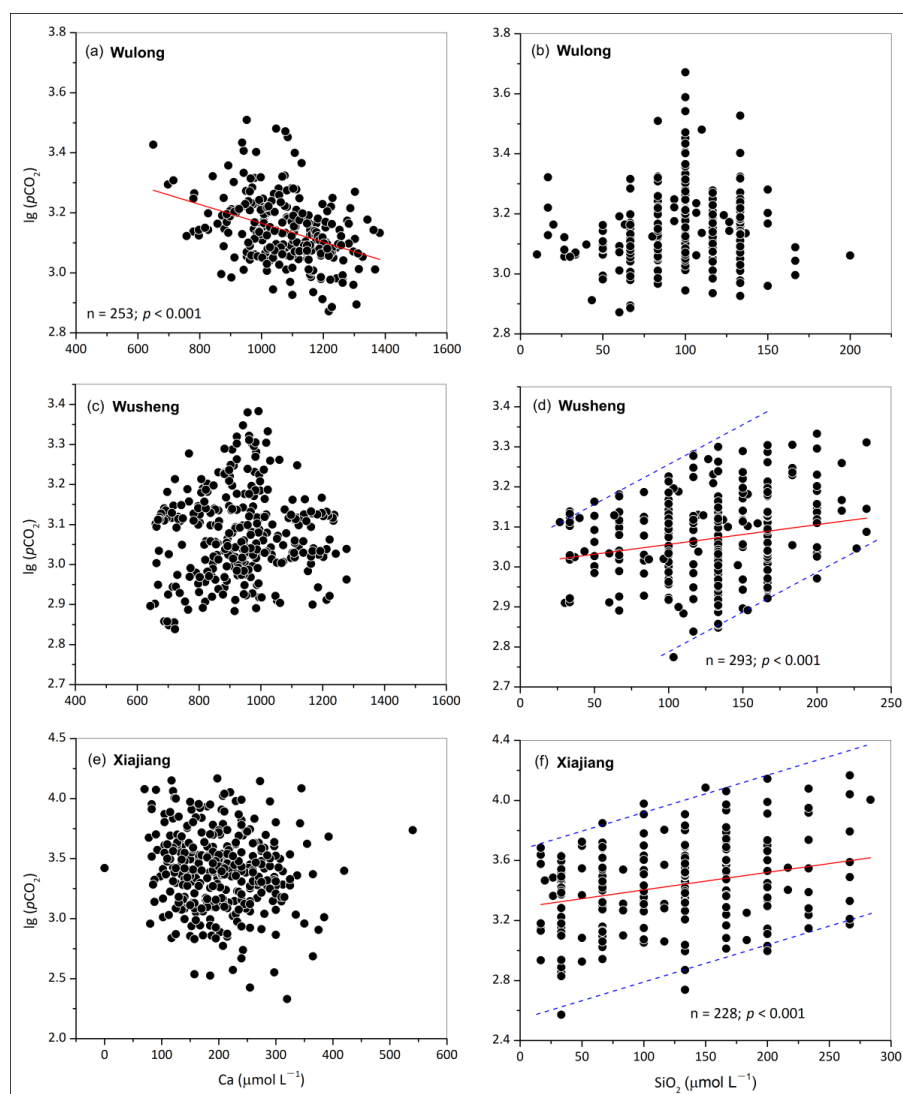 (a) Wulong
lg (pCO₂)
3.8
3.6
3.4
3.2
3.0
2.8
n = 253; p < 0.001
400 600 800 1000 1200 1400 1600
(b) Wulong
3.8
3.6
3.4
3.2
3.0
2.8
0 50 100 150 200
(c) Wusheng
lg (pCO₂)
3.5
3.4
3.3
3.2
3.1
3.0
2.9
2.8
2.7
400 600 800 1000 1200 1400 1600
(d) Wusheng
3.4
3.3
3.2
3.1
3.0
2.9
2.8
2.7
n = 293; p < 0.001
0 50 100 150 200 250
(e) Xiajiang
lg (pCO₂)
4.5
4.0
3.5
3.0
2.5
2.0
0 100 200 300 400 500 600
Ca (μmol L⁻¹)
(f) Xiajiang
4.4
4.0
3.6
3.2
2.8
2.4
n = 228; p < 0.001
0 50 100 150 200 250 300
SiO₂ (μmol L⁻¹)